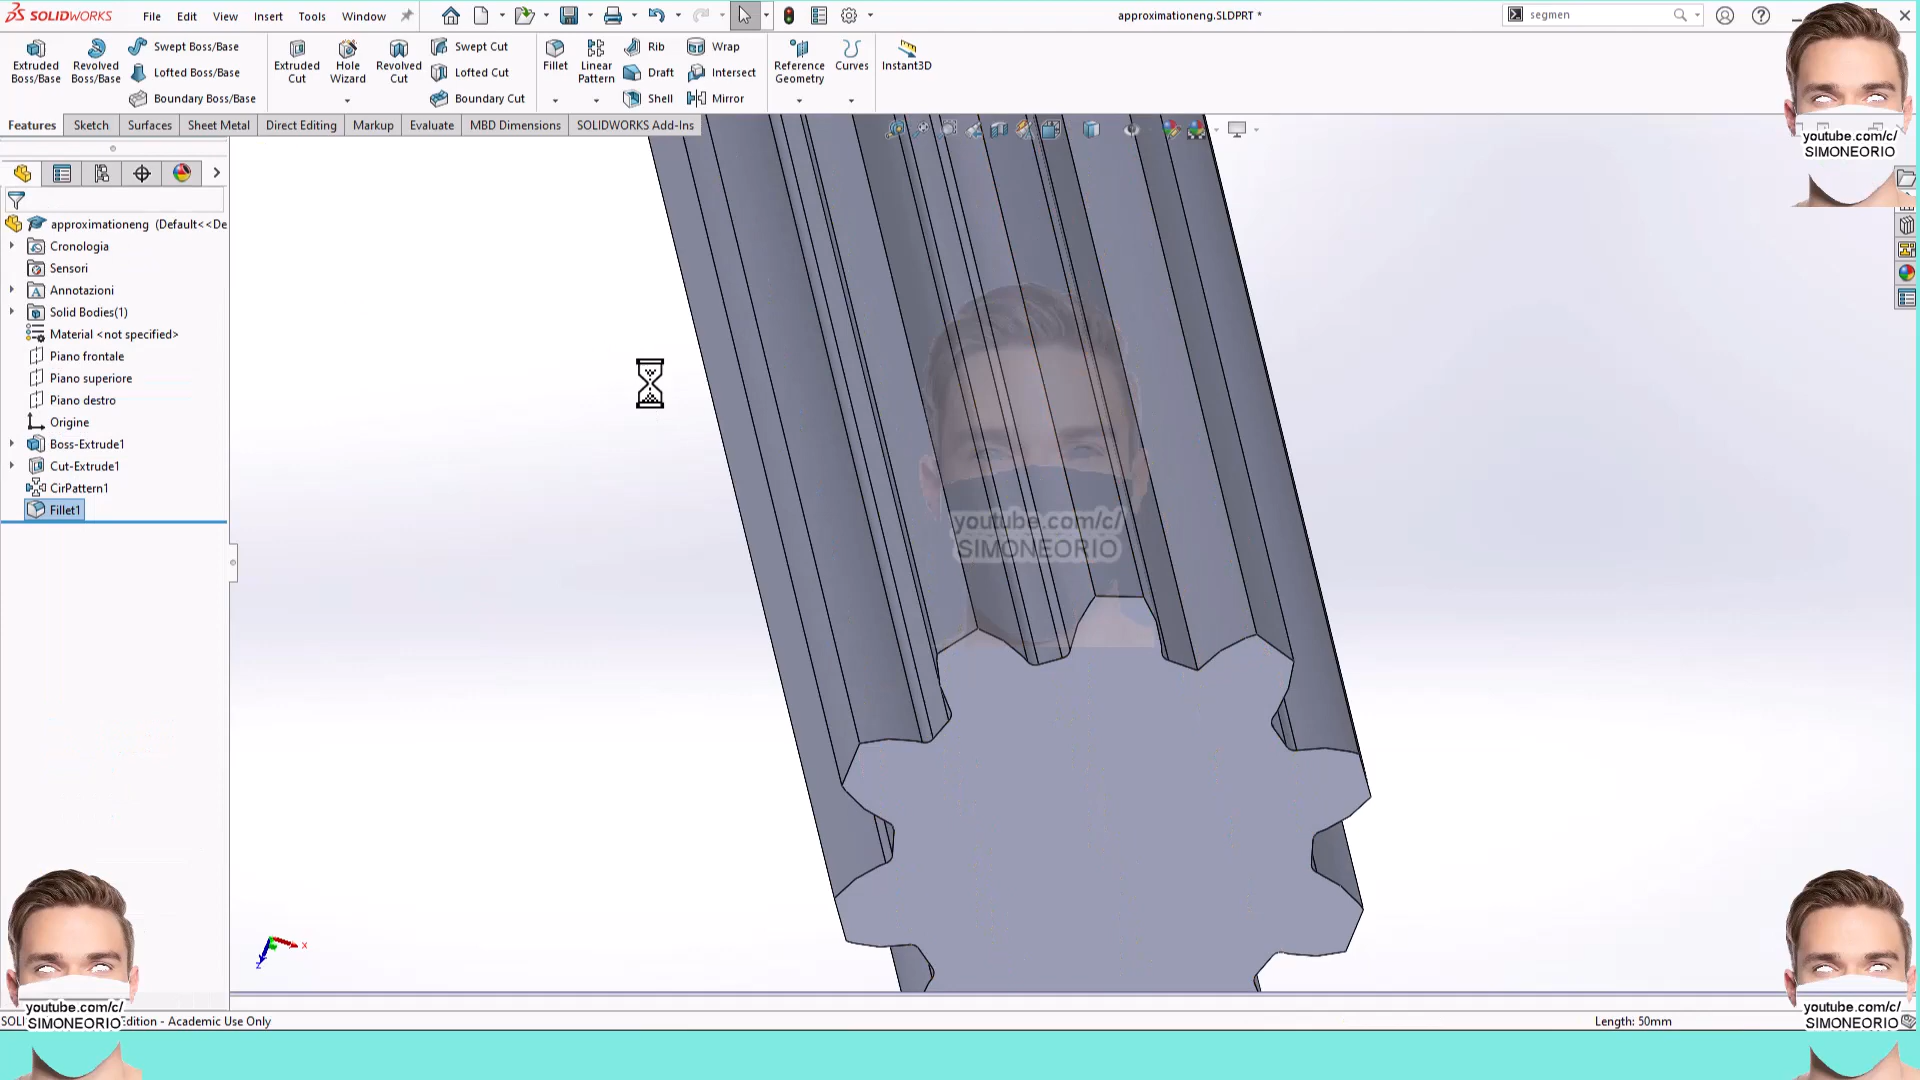 SOLIDWORKS File Edit View Insert Tools Window
approximationeng.SLDPRT *
segmen
Extruded Boss/Base
Revolved Boss/Base
Swept Boss/Base
Lofted Boss/Base
Boundary Boss/Base
Extruded Cut
Hole Wizard
Revolved Cut
Swept Cut
Lofted Cut
Boundary Cut
Fillet
Linear Pattern
Rib
Draft
Shell
Wrap
Intersect
Mirror
Reference Geometry
Curves
Instant3D
Features Sketch Surfaces Sheet Metal Direct Editing Markup Evaluate MBD Dimensions SOLIDWORKS Add-Ins
youtube.com/c/
SIMONEORIO
approximationeng (Default<<De
Cronologia
Sensori
Annotazioni
Solid Bodies(1)
Material <not specified>
Piano frontale
Piano superiore
Piano destro
Origine
Boss-Extrude1
Cut-Extrude1
CirPattern1
Fillet1
youtube.com/c/
SIMONEORIO
x
z
youtube.com/c/
SIMONEORIO
youtube.com/c/
SIMONEORIO
SOLI
dition - Academic Use Only
Length: 50mm